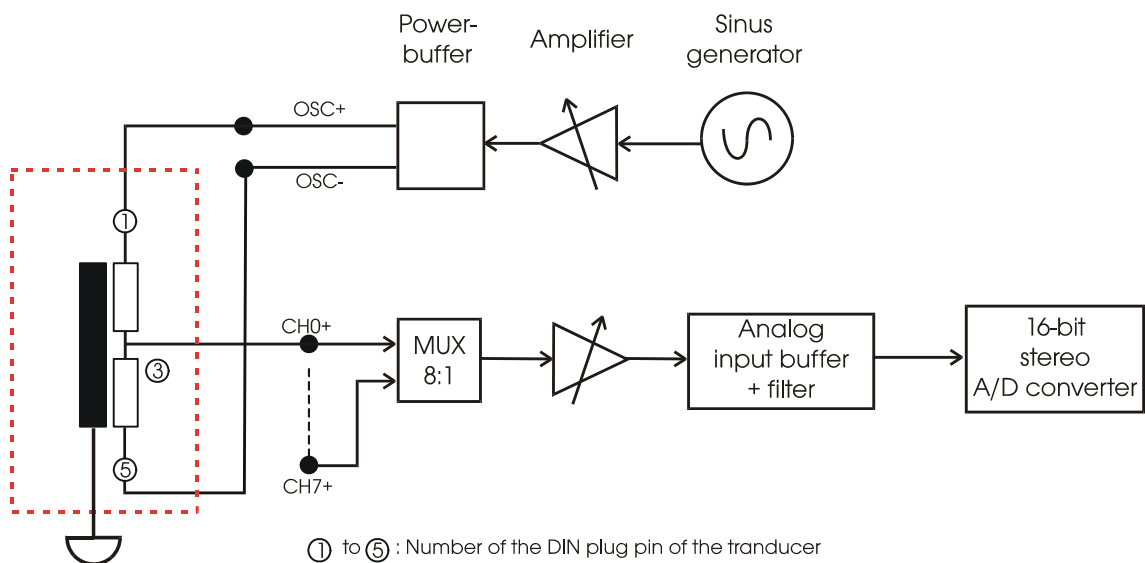 Power-
buffer
Amplifier
Sinus
generator
OSC+
OSC-
①
CH0+
MUX
8:1
Analog
input buffer
+ filter
16-bit
stereo
A/D converter
③
⑤
CH7+
① to ⑤ : Number of the DIN plug pin of the tranducer